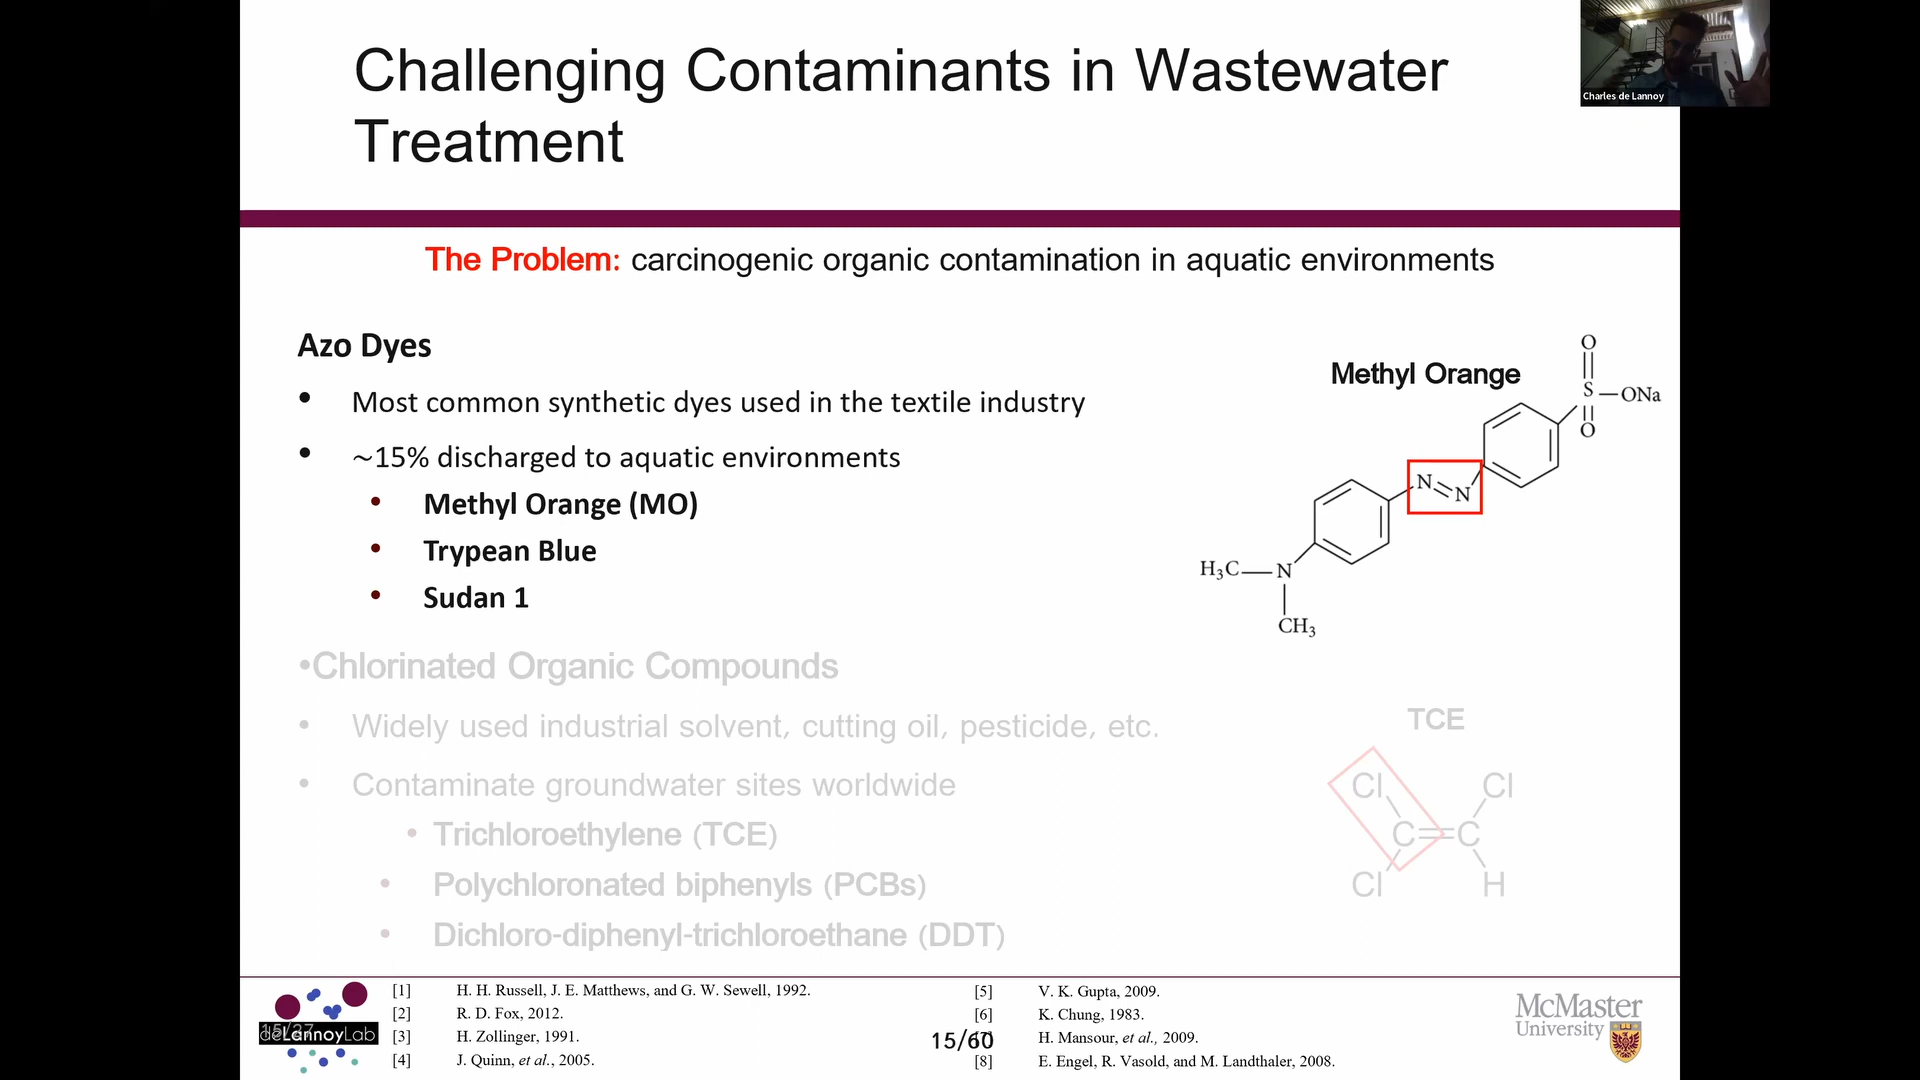 Challenging Contaminants in Wastewater
Treatment
Charles de Lannoy
The Problem: carcinogenic organic contamination in aquatic environments
Azo Dyes
• Most common synthetic dyes used in the textile industry
• ~15% discharged to aquatic environments
• Methyl Orange (MO)
• Trypean Blue
• Sudan 1
Methyl Orange
O
S—ONa
O
N
N
H₃C—N
CH₃
•Chlorinated Organic Compounds
• Widely used industrial solvent, cutting oil, pesticide, etc.
• Contaminate groundwater sites worldwide
• Trichloroethylene (TCE)
• Polychloronated biphenyls (PCBs)
• Dichloro-diphenyl-trichloroethane (DDT)
TCE
Cl Cl
C=C
Cl H
15/27
deLannoyLab
[1] H. H. Russell, J. E. Matthews, and G. W. Sewell, 1992.
[2] R. D. Fox, 2012.
[3] H. Zollinger, 1991.
[4] J. Quinn, et al., 2005.
15/60
[5] V. K. Gupta, 2009.
[6] K. Chung, 1983.
[7] H. Mansour, et al., 2009.
[8] E. Engel, R. Vasold, and M. Landthaler, 2008.
McMaster
University